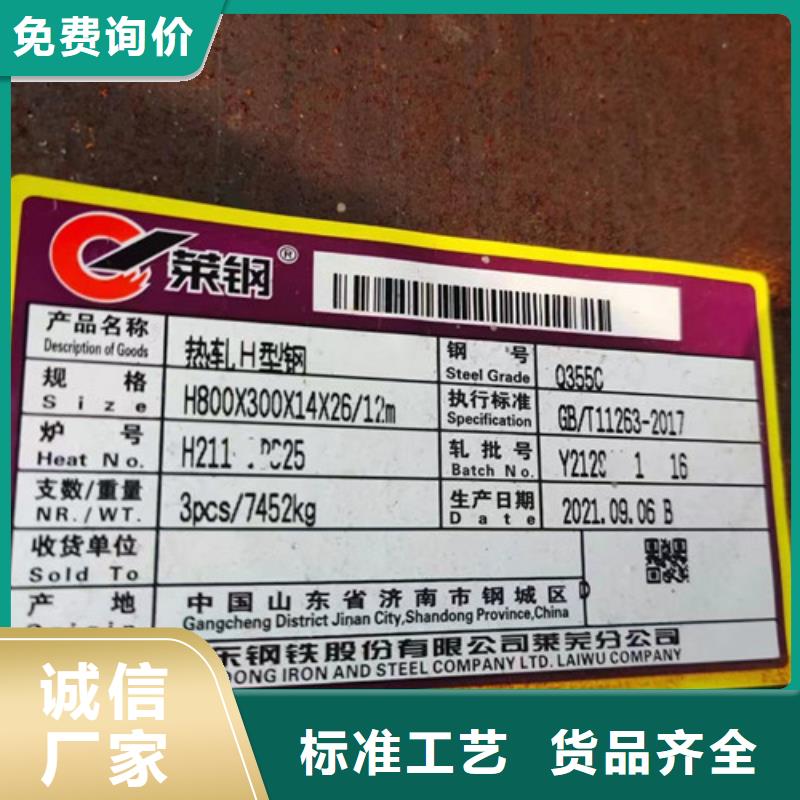 免费询价
莱钢®
产品名称 热轧H型钢 钢号 Q355C
Description of Goods Steel Grade
规格 H800X300X14X26/12m 执行标准 GB/T11263-2017
Size Specification
炉号 H211 25 轧批号 Y212 1 16
Heat No. Batch No.
支数/重量 3pcs/7452kg 生产日期 2021.09.06 B
NR./WT. Date
收货单位
Sold To
产地 中国山东省济南市钢城区
Gangcheng District Jinan City,Shandong Province,China
东钢铁股份有限公司莱芜分公司
DONG IRON AND STEEL COMPANY LTD. LAIWU COMPANY
诚信
厂家
标准工艺 货品齐全